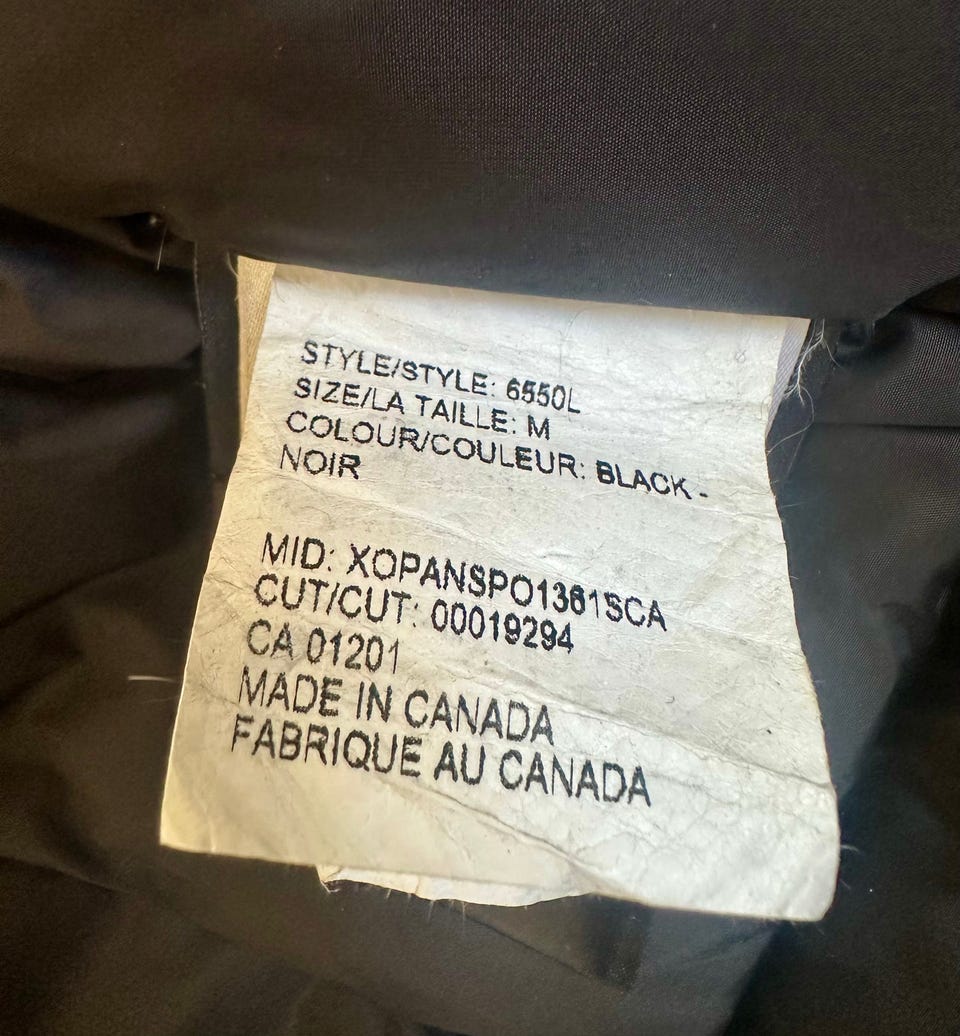 STYLE/STYLE: 6550L
SIZE/LA TAILLE: M
COLOUR/COULEUR: BLACK -
NOIR
MID: XOPANSPO1361SCA
CUT/CUT: 00019294
CA 01201
MADE IN CANADA
FABRIQUE AU CANADA